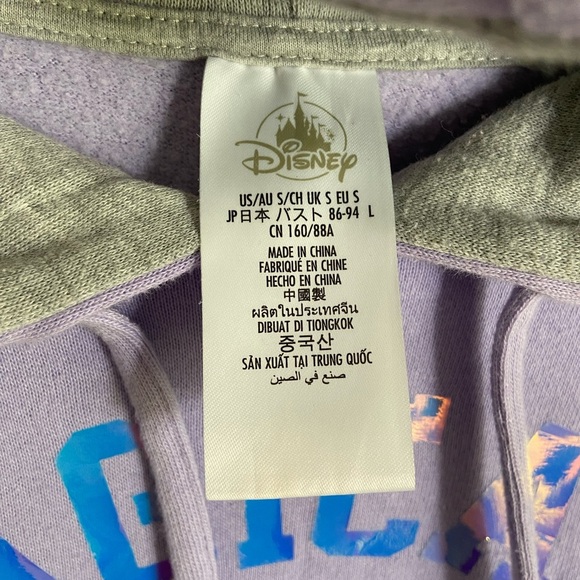 Disney
US/AU S/CH UK S EU S
JP日本 バスト 86-94 L
CN 160/88A
MADE IN CHINA
FABRIQUÉ EN CHINE
HECHO EN CHINA
中國製
ผลิตในประเทศจีน
DIBUAT DI TIONGKOK
중국산
SẢN XUẤT TẠI TRUNG QUỐC
صنع في الصين